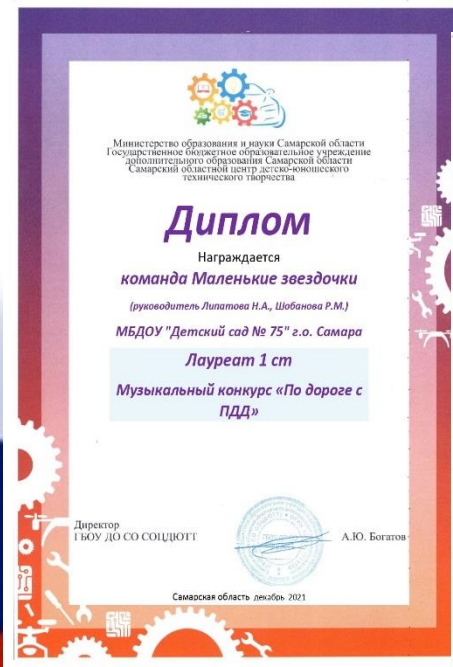 Министерство образования и науки Самарской области
Государственное бюджетное образовательное учреждение
дополнительного образования Самарской области
Самарский областной центр детско-юношеского
технического творчества
Диплом
Награждается
команда Маленькие звездочки
(руководитель Липатова Н.А., Шобанова Р.М.)
МБДОУ "Детский сад № 75" г.о. Самара
Лауреат 1 ст
Музыкальный конкурс «По дороге с
ПДД»
Директор
ГБОУ ДО СО СОЦДЮТТ
А.Ю. Богатов
Самарская область декабрь 2021